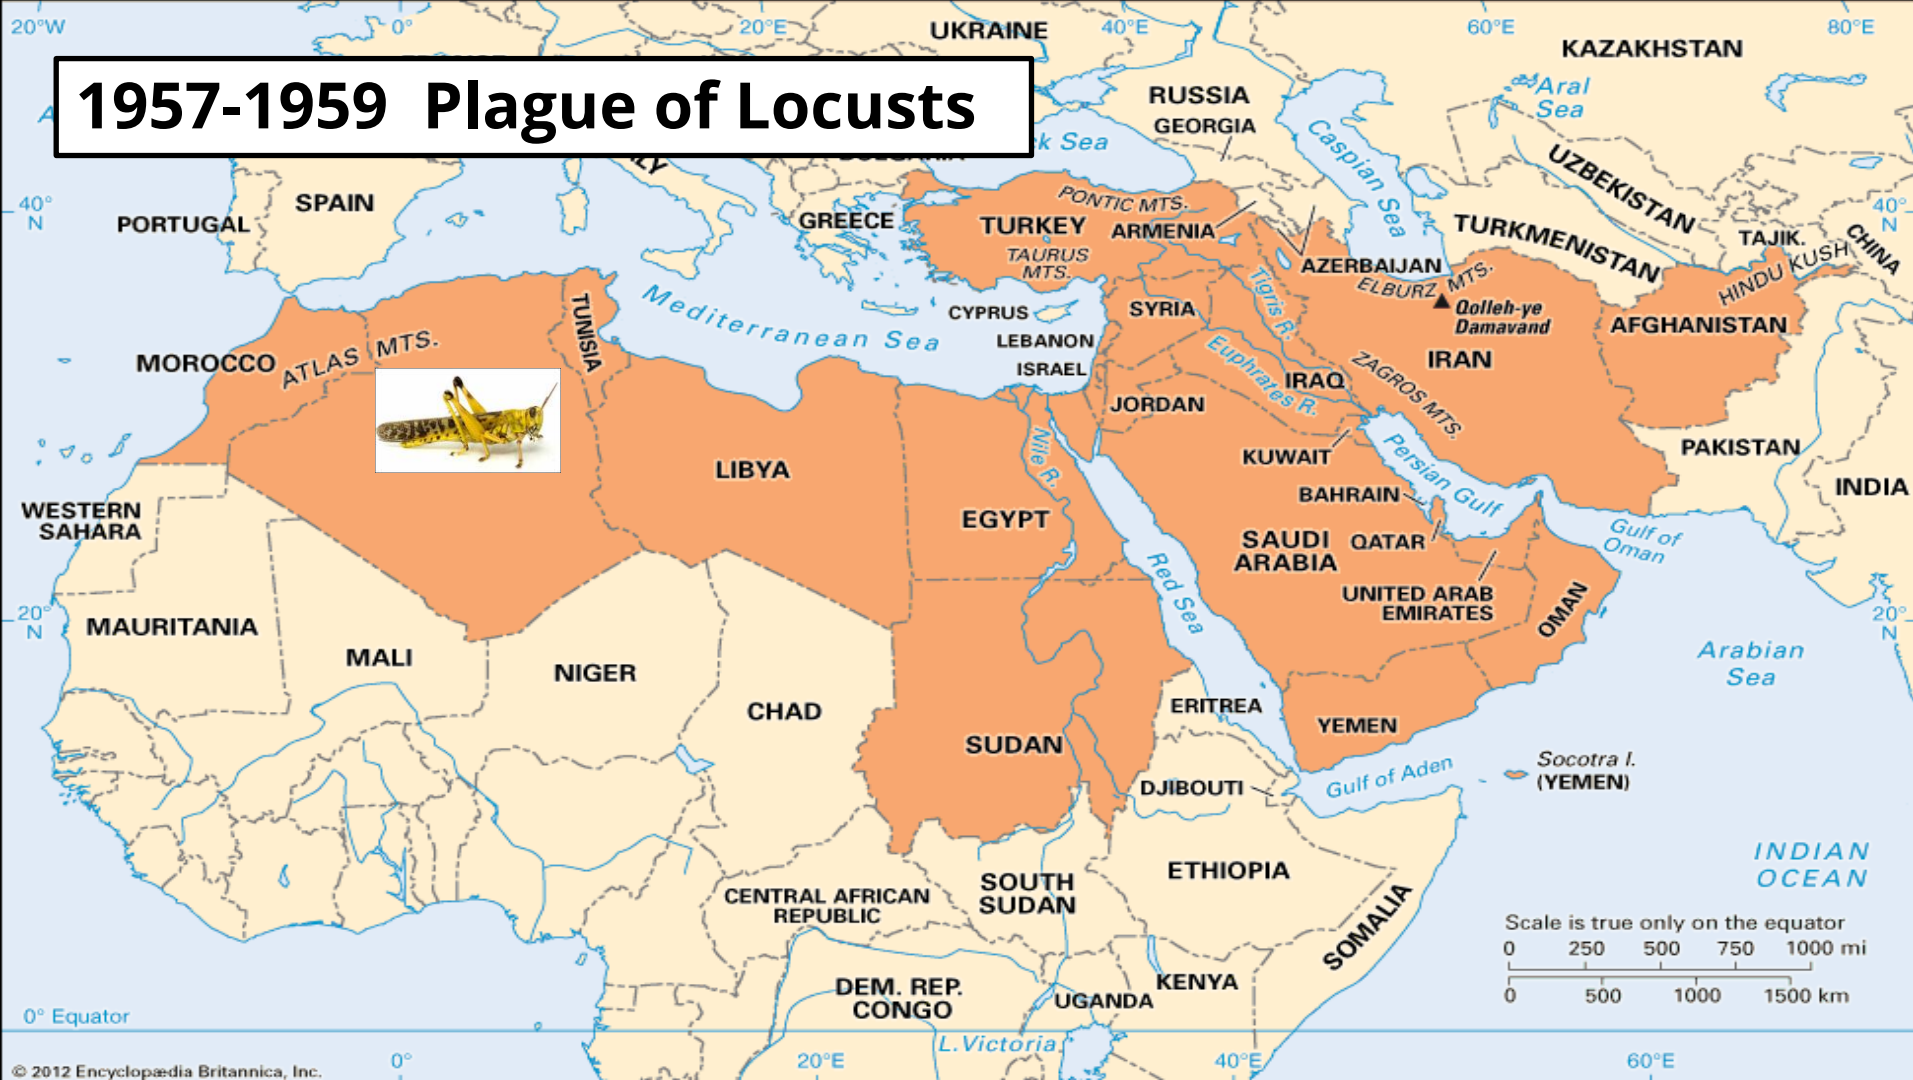 20°W
0°
20°E
UKRAINE
40°E
60°E
80°E
KAZAKHSTAN
1957-1959 Plague of Locusts
Aral
Sea
RUSSIA
GEORGIA
Caspian Sea
ck Sea
UZBEKISTAN
40°
N
SPAIN
PORTUGAL
GREECE
PONTIC MTS.
TURKEY
ARMENIA
TAURUS
MTS.
AZERBAIJAN
TURKMENISTAN
TAJIK.
CHINA
40°
N
HINDU KUSH
ELBURZ MTS.
Qolleh-ye
Damavand
TUNISIA
Mediterranean Sea
CYPRUS
SYRIA
Tigris R.
AFGHANISTAN
LEBANON
ISRAEL
Euphrates R.
IRAN
MOROCCO
ATLAS MTS.
IRAQ
ZAGROS MTS.
JORDAN
LIBYA
Nile R.
KUWAIT
Persian Gulf
PAKISTAN
INDIA
BAHRAIN
WESTERN
SAHARA
EGYPT
SAUDI
ARABIA
QATAR
Gulf of
Oman
Red Sea
UNITED ARAB
EMIRATES
OMAN
20°
N
20°
N
MAURITANIA
MALI
NIGER
CHAD
Arabian
Sea
ERITREA
SUDAN
YEMEN
Socotra I.
(YEMEN)
DJIBOUTI
Gulf of Aden
INDIAN
OCEAN
ETHIOPIA
CENTRAL AFRICAN
REPUBLIC
SOUTH
SUDAN
SOMALIA
Scale is true only on the equator
0 250 500 750 1000 mi
0 500 1000 1500 km
DEM. REP.
CONGO
UGANDA
KENYA
0° Equator
L.Victoria
0°
20°E
40°E
60°E
© 2012 Encyclopædia Britannica, Inc.